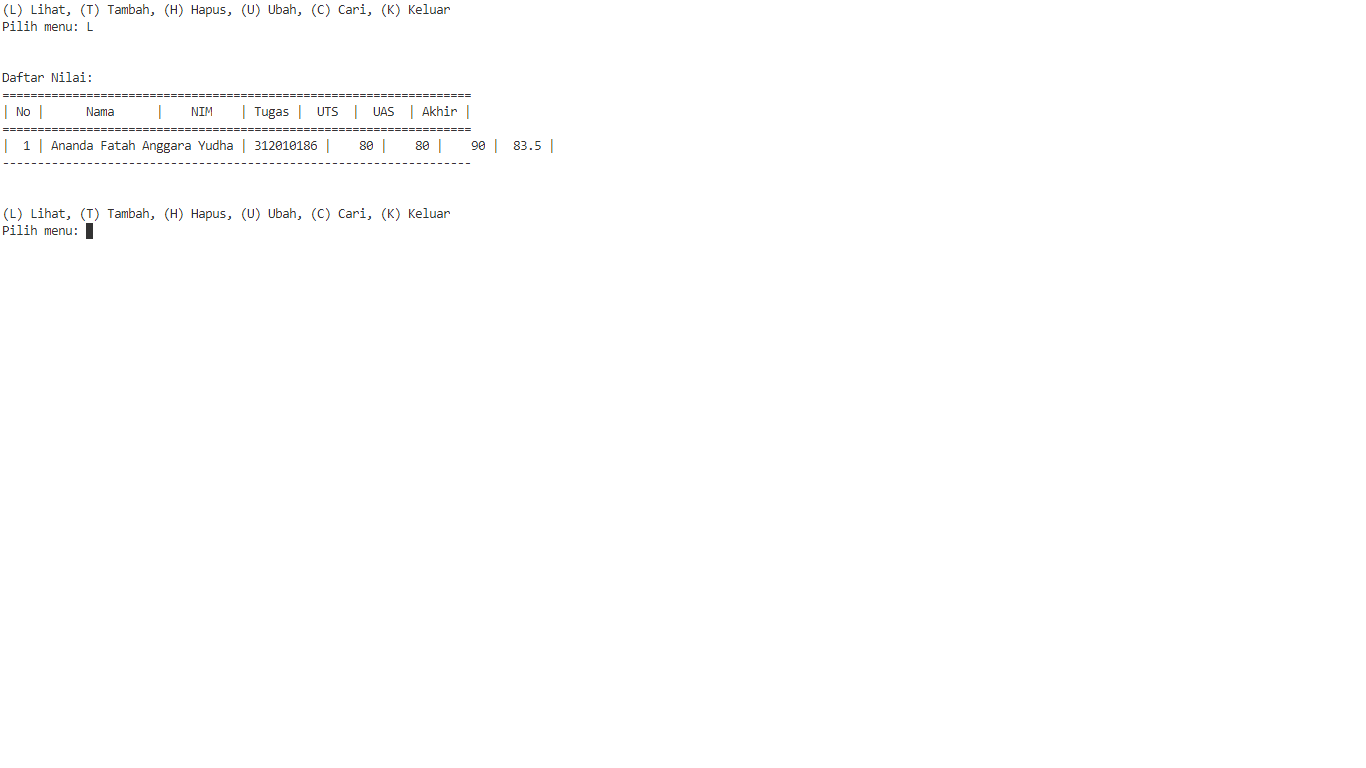 (L) Lihat, (T) Tambah, (H) Hapus, (U) Ubah, (C) Cari, (K) Keluar
Pilih menu: L
Daftar Nilai:
===================================================================
| No |      Nama      |    NIM    | Tugas |  UTS  |  UAS  | Akhir |
===================================================================
|  1 | Ananda Fatah Anggara Yudha | 312010186 |    80 |    80 |    90 |  83.5 |
-------------------------------------------------------------------
(L) Lihat, (T) Tambah, (H) Hapus, (U) Ubah, (C) Cari, (K) Keluar
Pilih menu: